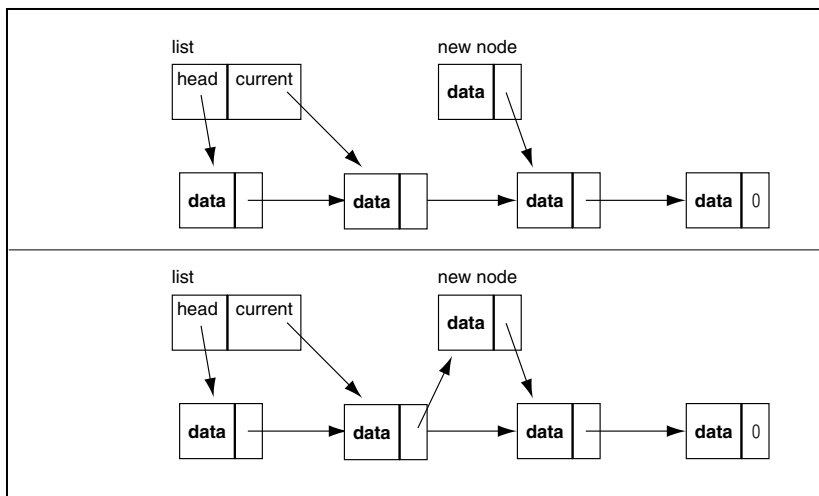 list new node
head current data
data data data data 0
list new node
head current data
data data data data 0